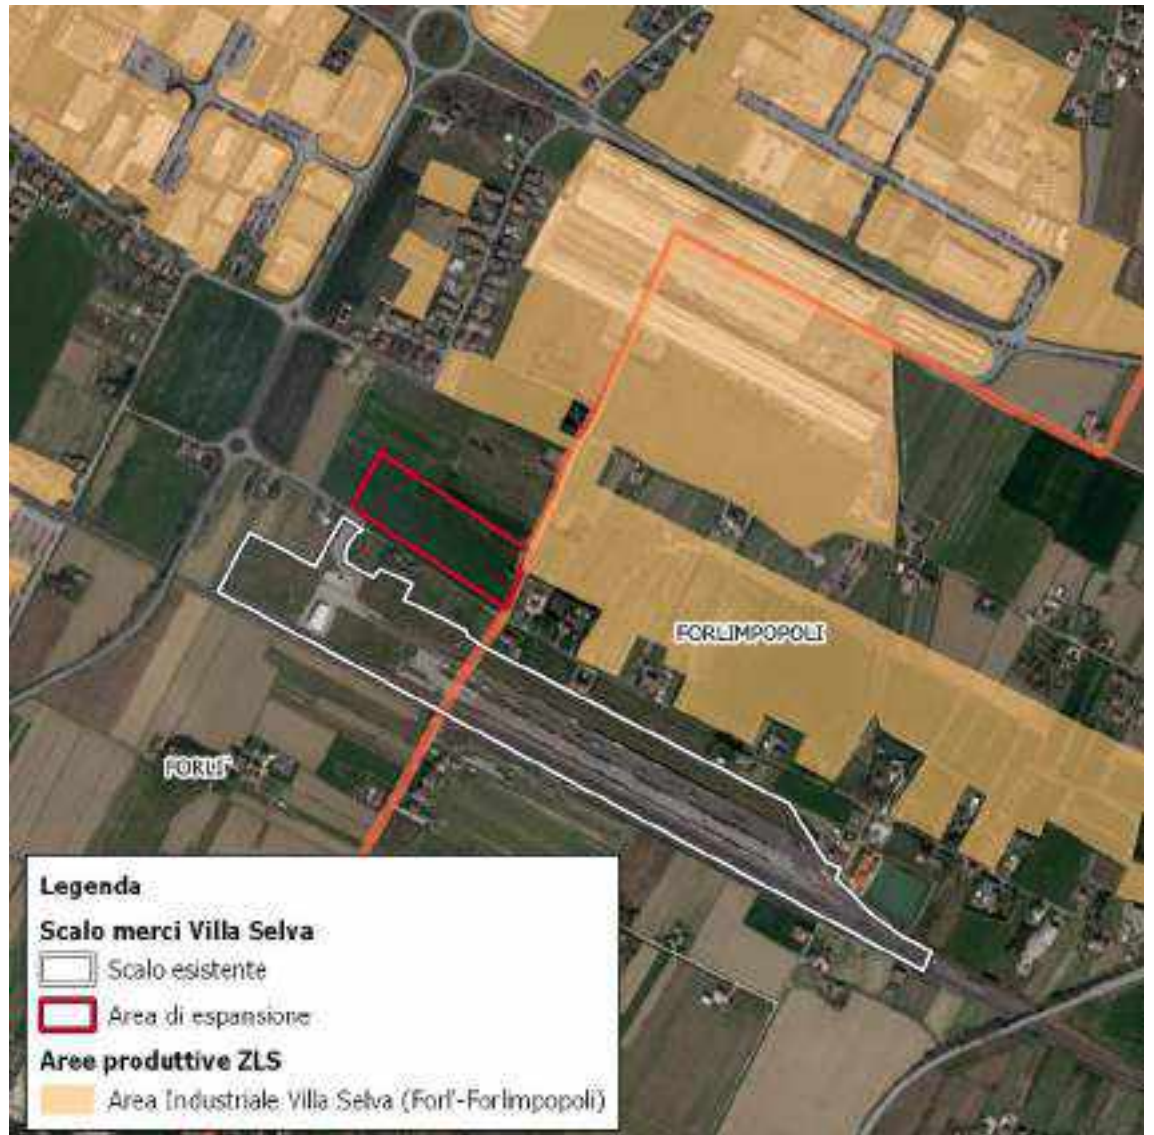 FORLIMPOPOLI
FORLI'
Legenda
Scalo merci Villa Selva
Scalo esistente
Area di espansione
Aree produttive ZLS
Area Industriale Villa Selva (Forl'-Forlimpopoli)